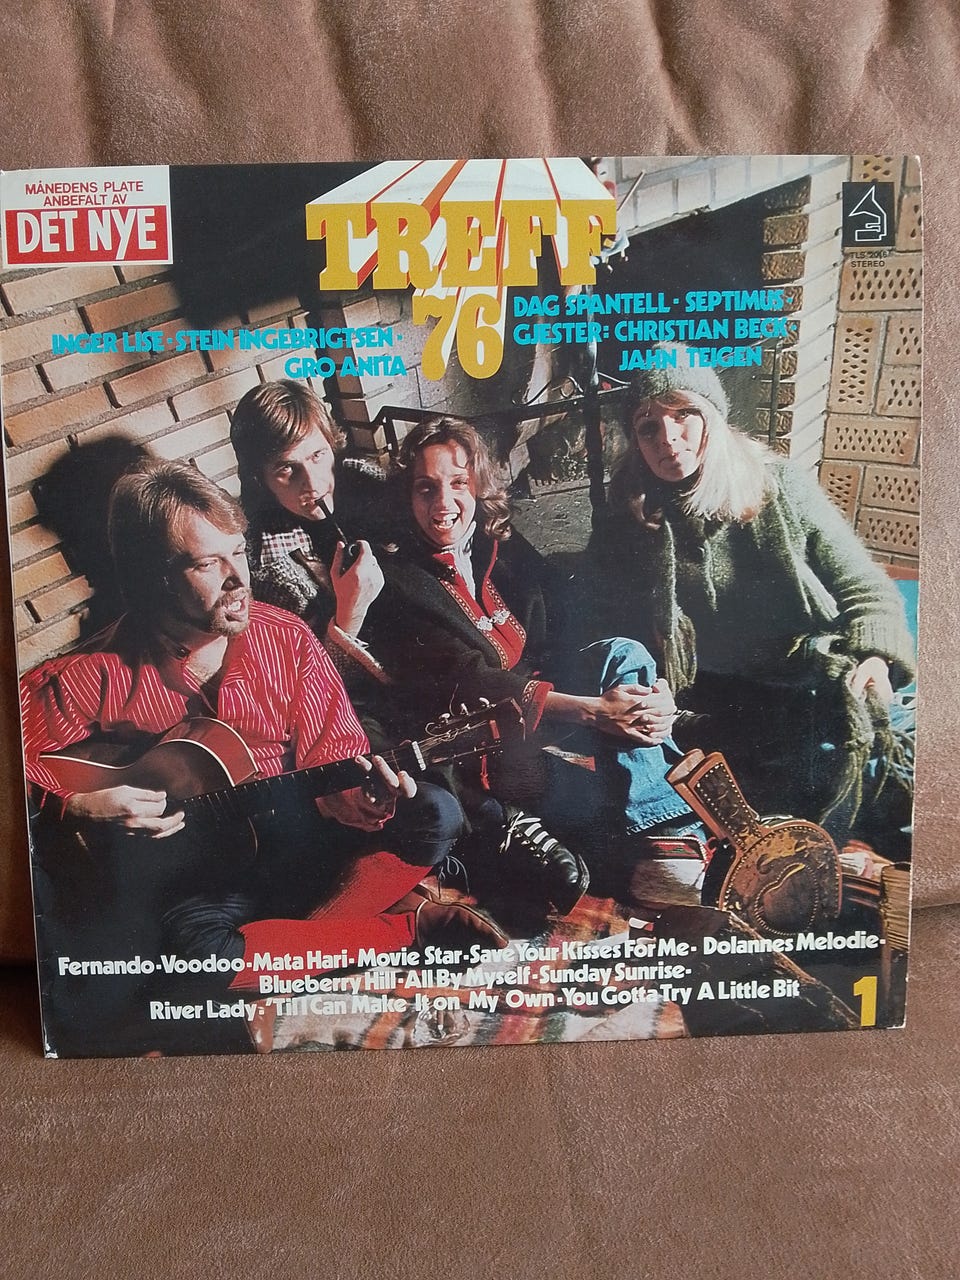 MÅNEDENS PLATE
ANBEFALT AV
DET NYE
TREFF
76
STEREO
INGER LISE · STEIN INGEBRIGTSEN ·
GRO ANITA
DAG SPANTELL · SEPTIMUS ·
GJESTER: CHRISTIAN BECK ·
JAHN TEIGEN
Fernando - Voodoo - Mata Hari - Movie Star - Save Your Kisses For Me - Dolannes Melodie -
Blueberry Hill - All By Myself - Sunday Sunrise -
River Lady - 'Til I Can Make It on My Own - You Gotta Try A Little Bit
1